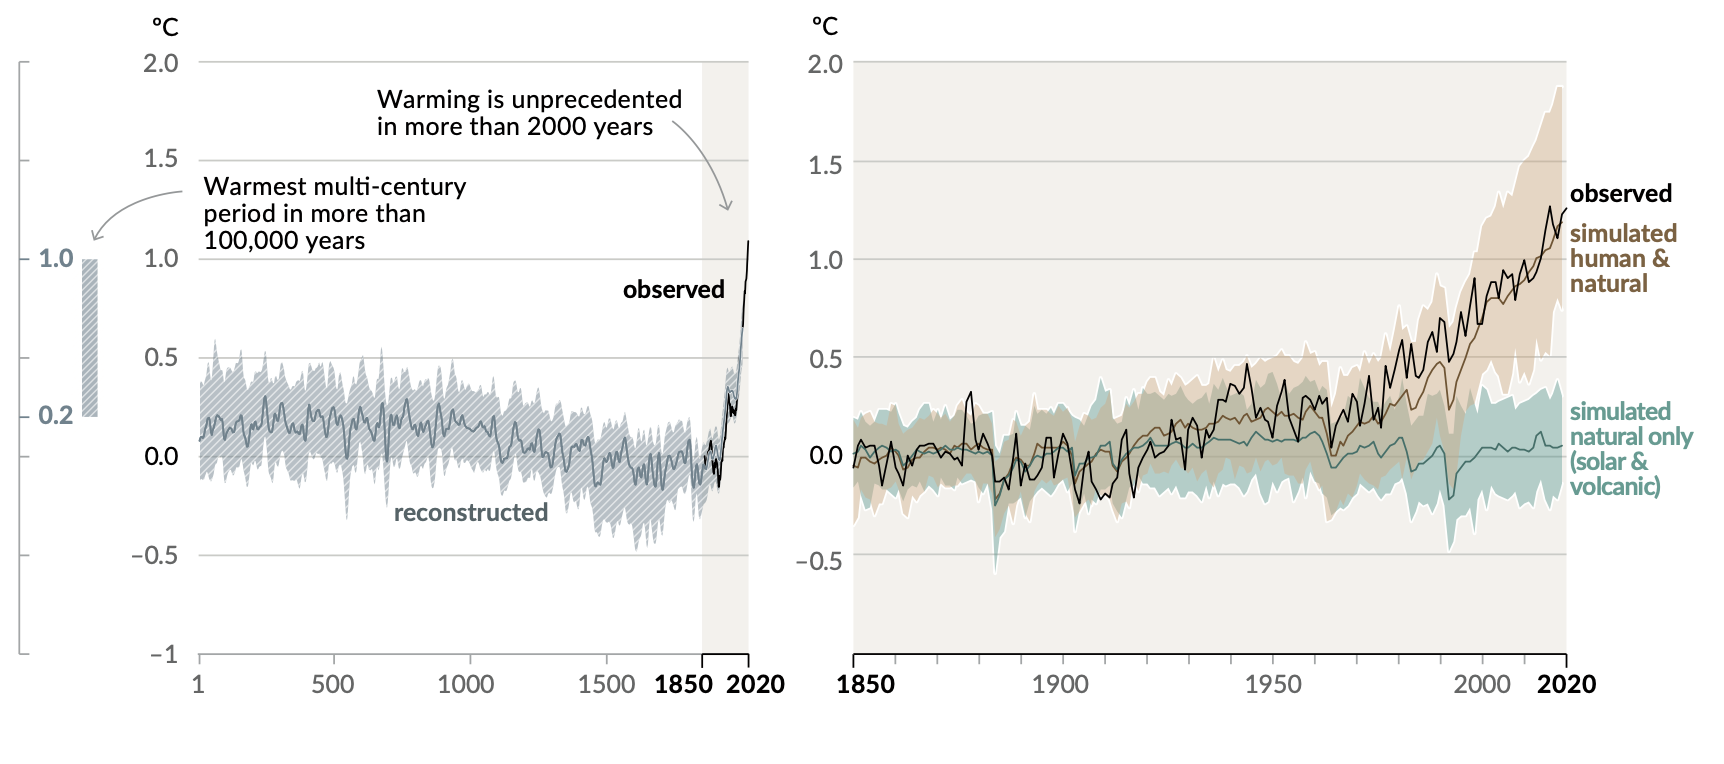 ºC
2.0
1.5
1.0
0.5
0.0
−0.5
−1
1.0
0.2
Warming is unprecedented
in more than 2000 years
Warmest multi-century
period in more than
100,000 years
observed
reconstructed
1
500
1000
1500
1850
2020
ºC
2.0
1.5
1.0
0.5
0.0
−0.5
observed
simulated
human &
natural
simulated
natural only
(solar &
volcanic)
1850
1900
1950
2000
2020